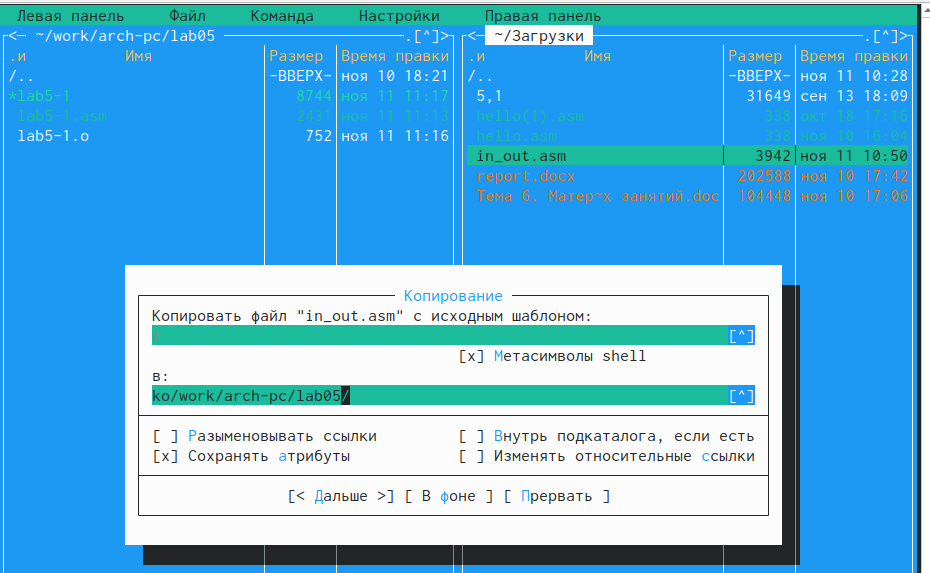 Левая панель Файл Команда Настройки Правая панель
<─ ~/work/arch-pc/lab05 .[^]> <─ ~/Загрузки .[^]>
.и Имя Размер Время правки .и Имя Размер Время правки
/.. -ВВЕРХ- ноя 10 18:21 /.. -ВВЕРХ- ноя 11 10:28
*lab5-1 8744 ноя 11 11:17 5,1 31649 сен 13 18:09
lab5-1.asm 2431 ноя 11 11:13 hello(1).asm 338 окт 18 17:16
lab5-1.o 752 ноя 11 11:16 hello.asm 338 ноя 10 16:04
in_out.asm 3942 ноя 11 10:50
report.docx 202588 ноя 10 17:42
Тема 6. Матер~х занятий.doc 104448 ноя 10 17:06
Копирование
Копировать файл "in_out.asm" с исходным шаблоном:
* [^]
[x] Метасимволы shell
в:
ko/work/arch-pc/lab05/ [^]
[ ] Разыменовывать ссылки [ ] Внутрь подкаталога, если есть
[x] Сохранять атрибуты [ ] Изменять относительные ссылки
[< Дальше >] [ В фоне ] [ Прервать ]